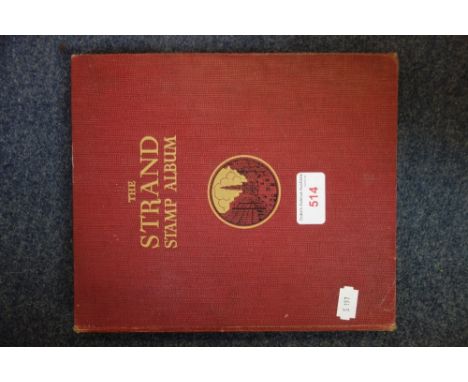 THE
STRAND
STAMP ALBUM
514